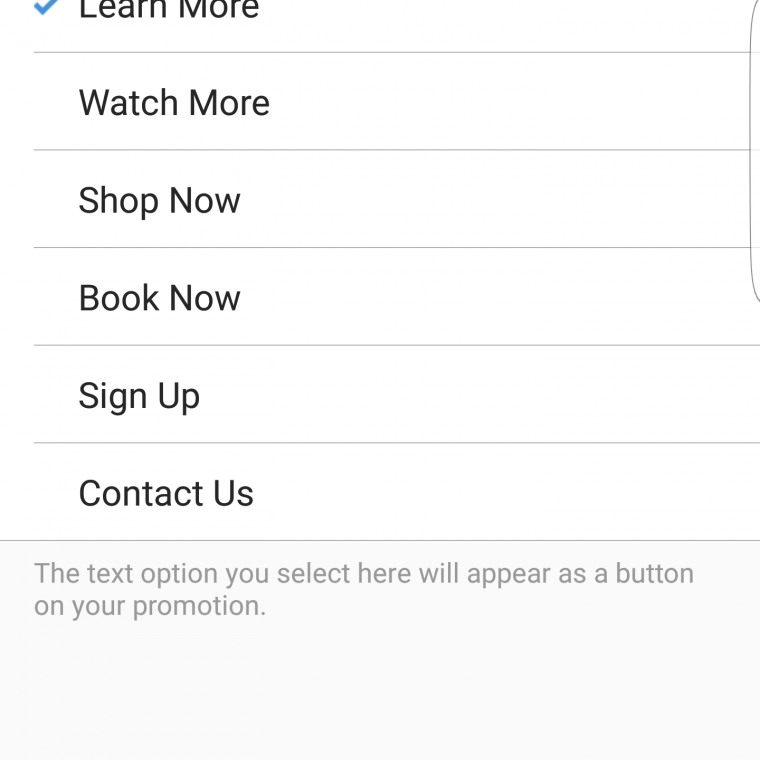 Learn More
Watch More
Shop Now
Book Now
Sign Up
Contact Us
The text option you select here will appear as a button
on your promotion.